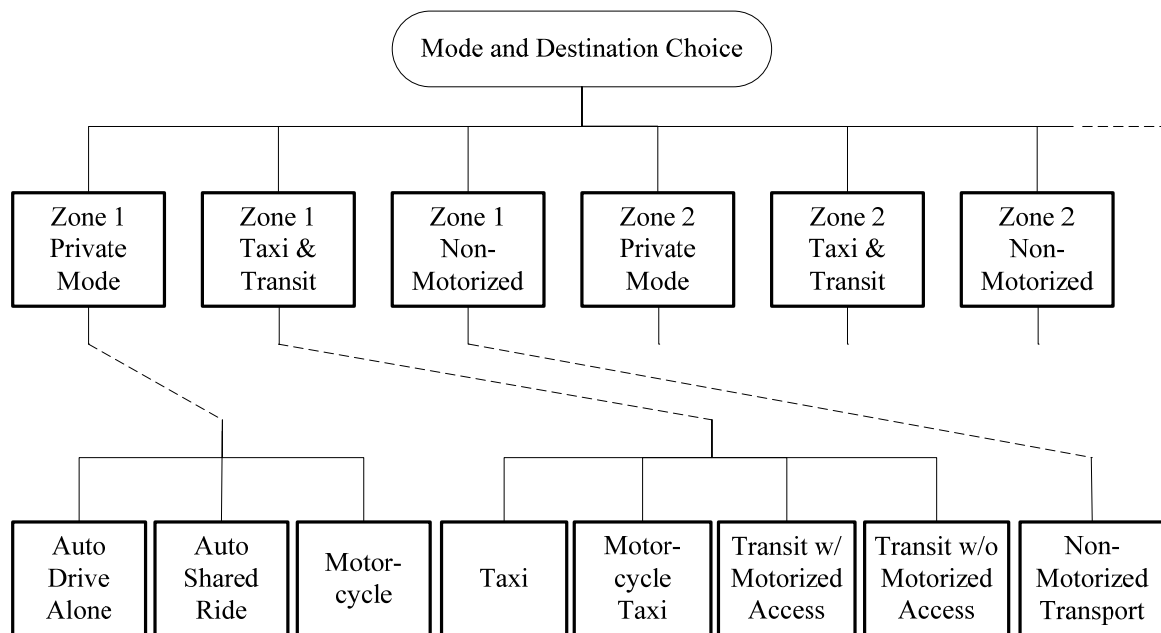 Mode and Destination Choice
Zone 1
Private
Mode
Zone 1
Taxi &
Transit
Zone 1
Non-
Motorized
Zone 2
Private
Mode
Zone 2
Taxi &
Transit
Zone 2
Non-
Motorized
Auto
Drive
Alone
Auto
Shared
Ride
Motor-
cycle
Taxi
Motor-
cycle
Taxi
Transit w/
Motorized
Access
Transit w/o
Motorized
Access
Non-
Motorized
Transport